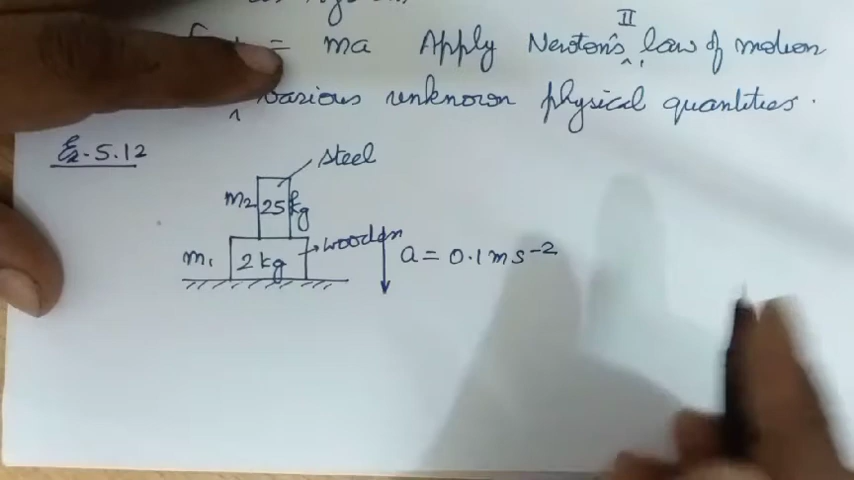 II
= ma Apply Newton's law of motion
various unknown physical quantities.
Ex. 5.12
steel
m2 25 kg
m1 2 kg wooden a = 0.1 m s-2